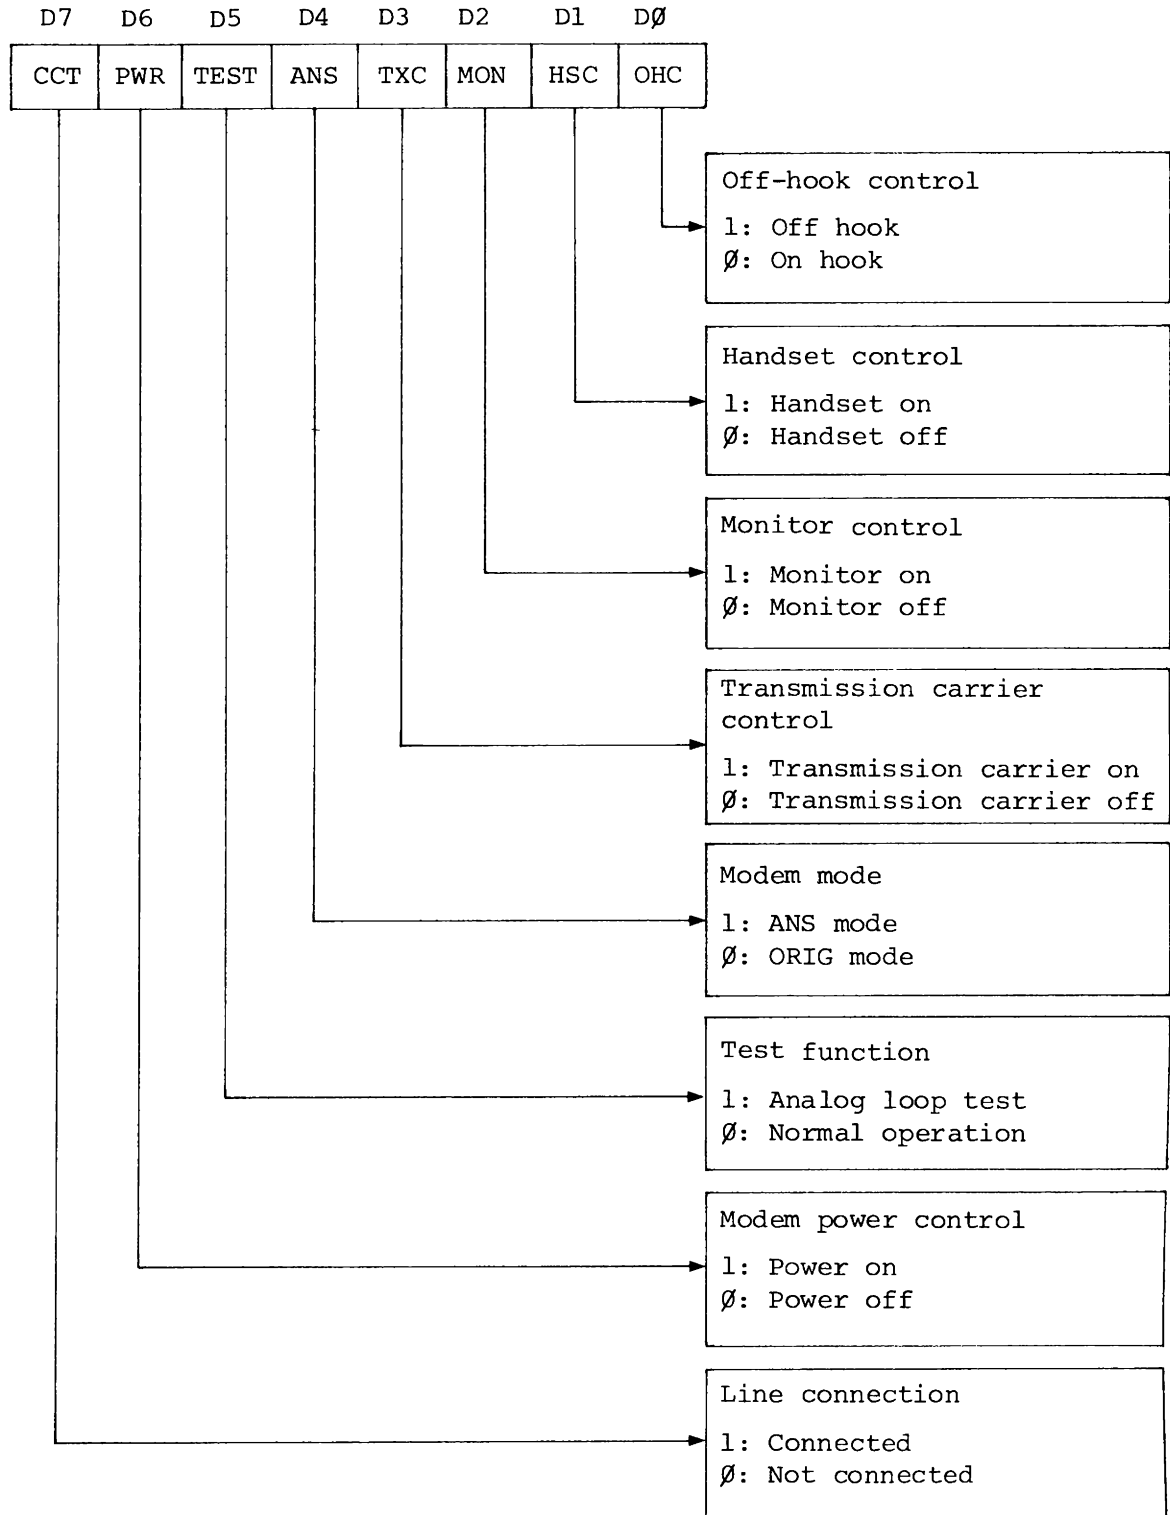 D7 D6 D5 D4 D3 D2 D1 DØ
CCT PWR TEST ANS TXC MON HSC OHC
Off-hook control
1: Off hook
Ø: On hook
Handset control
1: Handset on
Ø: Handset off
Monitor control
1: Monitor on
Ø: Monitor off
Transmission carrier
control
1: Transmission carrier on
Ø: Transmission carrier off
Modem mode
1: ANS mode
Ø: ORIG mode
Test function
1: Analog loop test
Ø: Normal operation
Modem power control
1: Power on
Ø: Power off
Line connection
1: Connected
Ø: Not connected